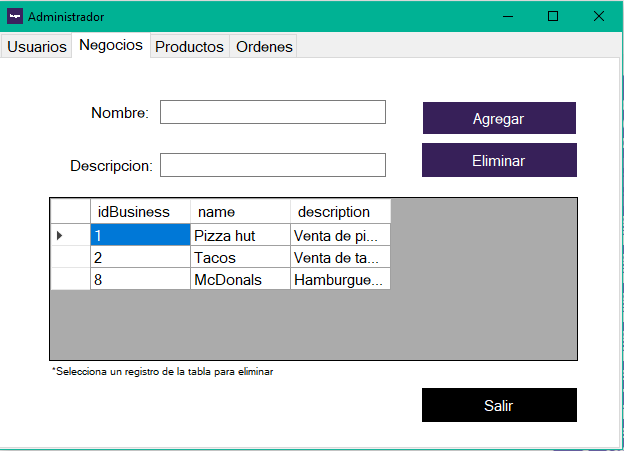 Administrador
Usuarios Negocios Productos Ordenes
Nombre:
Agregar
Descripcion:
Eliminar
idBusiness name description
1 Pizza hut Venta de pi...
2 Tacos Venta de ta...
8 McDonals Hamburgue...
*Selecciona un registro de la tabla para eliminar
Salir